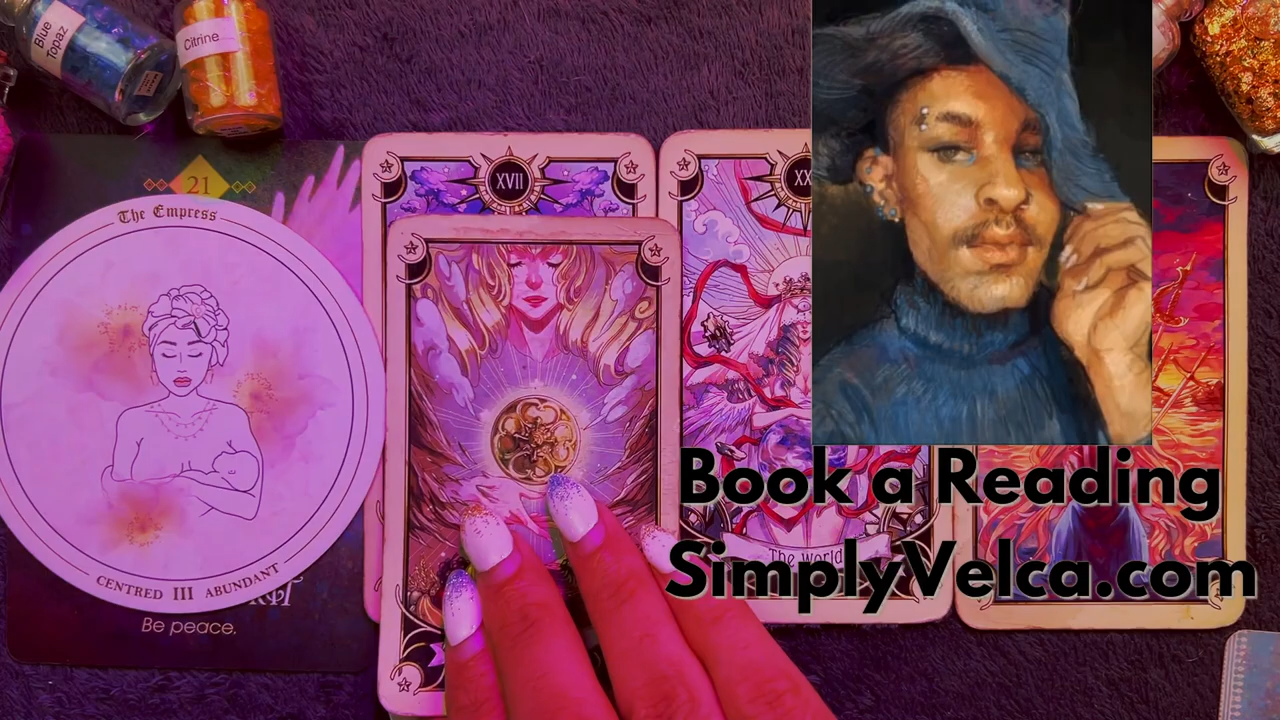 Blue
Topaz
Citrine
21
The Empress
CENTRED III ABUNDANT
Be peace.
XVII
XX
The world
Book a Reading
SimplyVelca.com